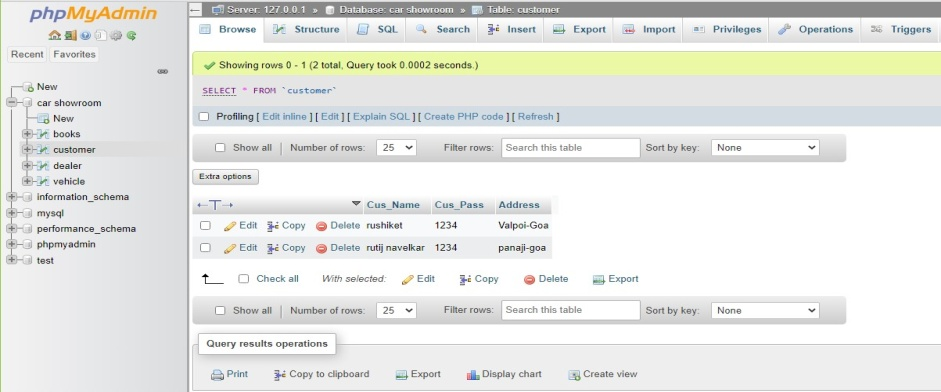 phpMyAdmin
Recent Favorites
New
car showroom
New
books
customer
dealer
vehicle
information_schema
mysql
performance_schema
phpmyadmin
test
Server: 127.0.0.1 » Database: car showroom » Table: customer
Browse Structure SQL Search Insert Export Import Privileges Operations Triggers
Showing rows 0 - 1 (2 total, Query took 0.0002 seconds.)
SELECT * FROM `customer`
Profiling [ Edit inline ] [ Edit ] [ Explain SQL ] [ Create PHP code ] [ Refresh ]
Show all Number of rows: 25 Filter rows: Search this table Sort by key: None
Extra options
Cus_Name Cus_Pass Address
Edit Copy Delete rushiket 1234 Valpoi-Goa
Edit Copy Delete rutij navelkar 1234 panaji-goa
Check all With selected: Edit Copy Delete Export
Show all Number of rows: 25 Filter rows: Search this table Sort by key: None
Query results operations
Print Copy to clipboard Export Display chart Create view